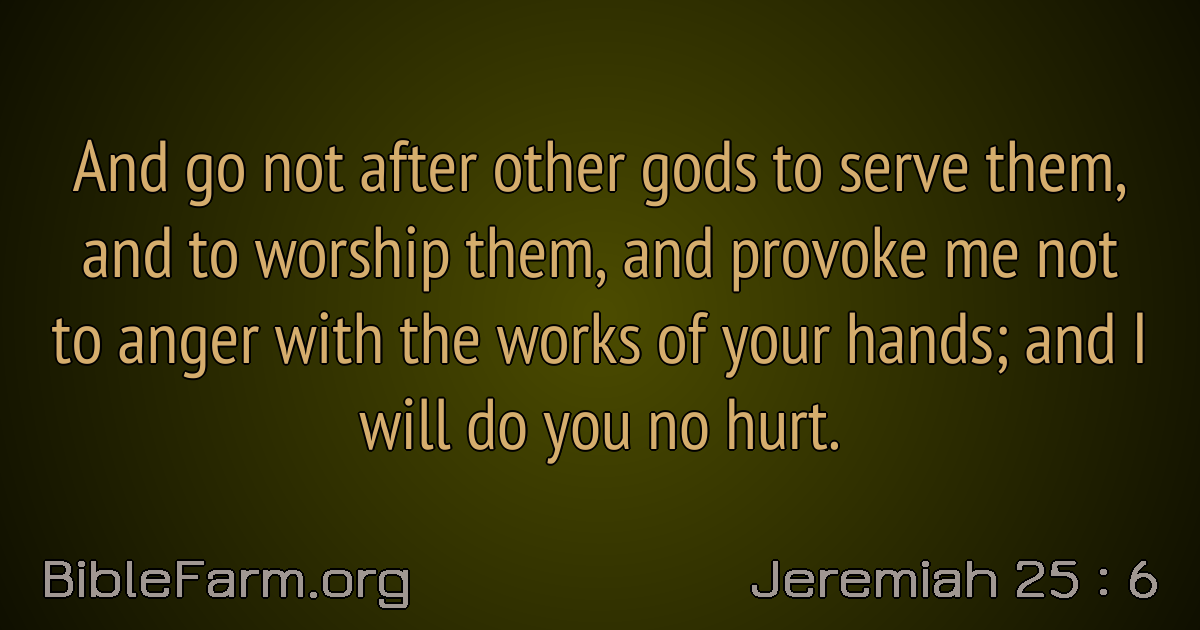 And go not after other gods to serve them,
and to worship them, and provoke me not
to anger with the works of your hands; and I
will do you no hurt.
BibleFarm.org
Jeremiah 25 : 6